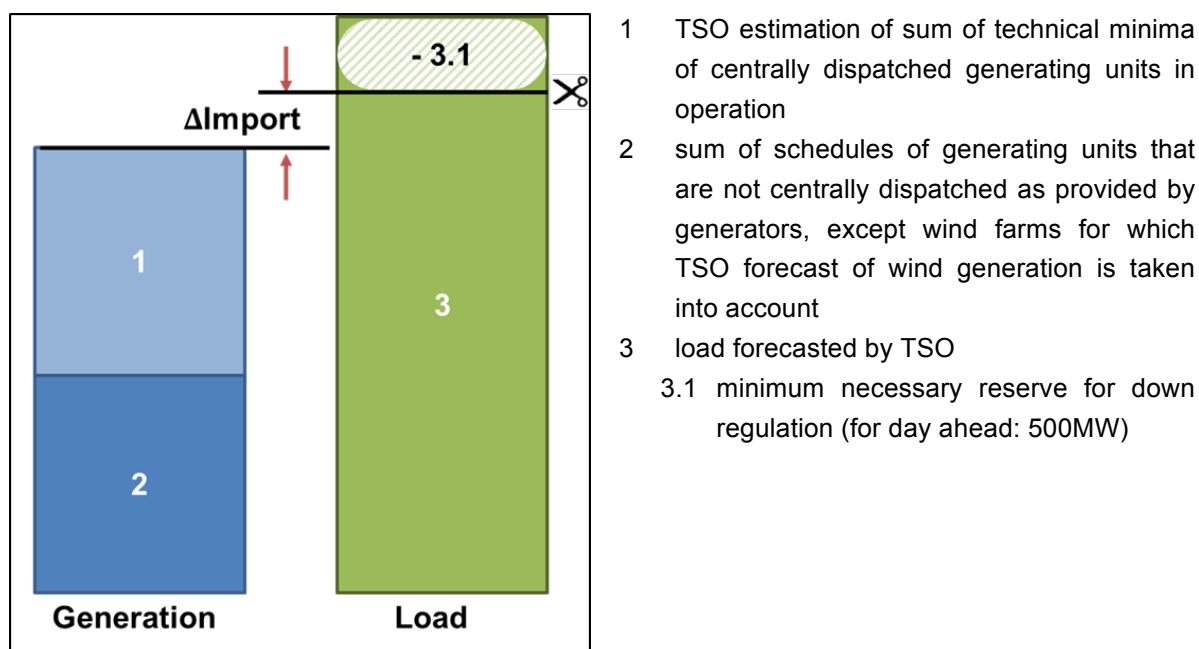 - 3.1
ΔImport
1
3
2
Generation
Load
1 TSO estimation of sum of technical minima
of centrally dispatched generating units in
operation
2 sum of schedules of generating units that
are not centrally dispatched as provided by
generators, except wind farms for which
TSO forecast of wind generation is taken
into account
3 load forecasted by TSO
3.1 minimum necessary reserve for down
regulation (for day ahead: 500MW)